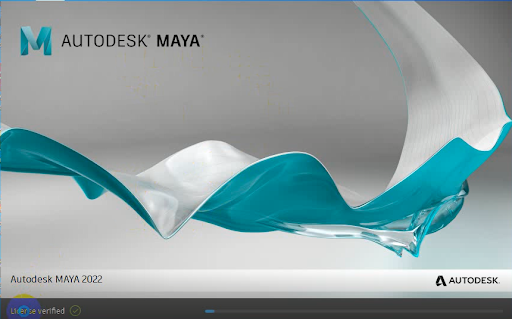 AUTODESK® MAYA®
Autodesk MAYA 2022
AUTODESK.
License verified